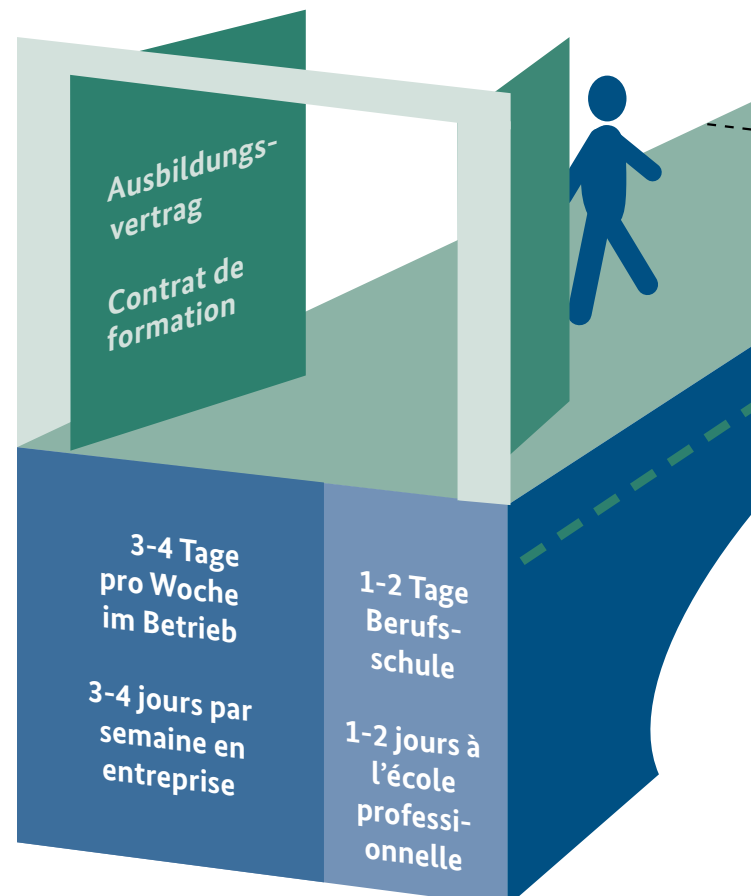 Ausbildungs-
vertrag
Contrat de
formation
3-4 Tage
pro Woche
im Betrieb
3-4 jours par
semaine en
entreprise
1-2 Tage
Berufs-
schule
1-2 jours à
l'école
professi-
onnelle